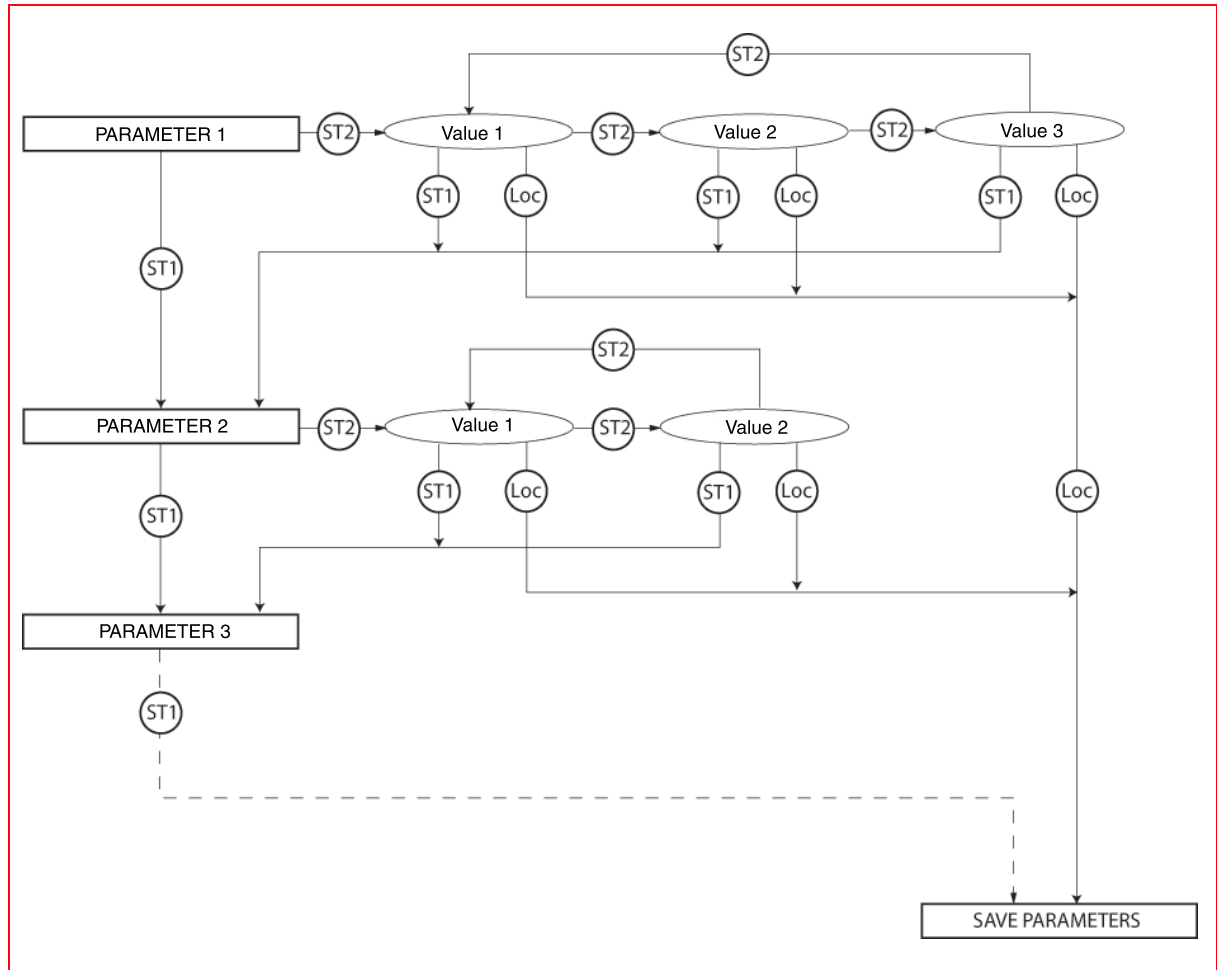 ST2
PARAMETER 1
ST2
Value 1
ST2
Value 2
ST2
Value 3
ST1
Loc
ST1
Loc
ST1
Loc
ST1
ST2
PARAMETER 2
ST2
Value 1
ST2
Value 2
ST1
ST1
Loc
ST1
Loc
Loc
PARAMETER 3
ST1
SAVE PARAMETERS